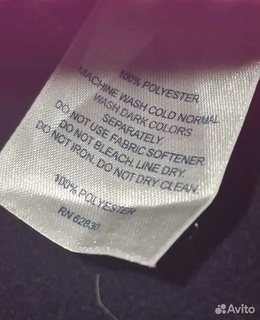 100% POLYESTER
MACHINE WASH COLD NORMAL
WASH DARK COLORS
SEPARATELY.
DO NOT USE FABRIC SOFTENER
DO NOT BLEACH. LINE DRY.
DO NOT IRON. DO NOT DRY CLEAN.
100% POLYESTER
RN 62830
Avito